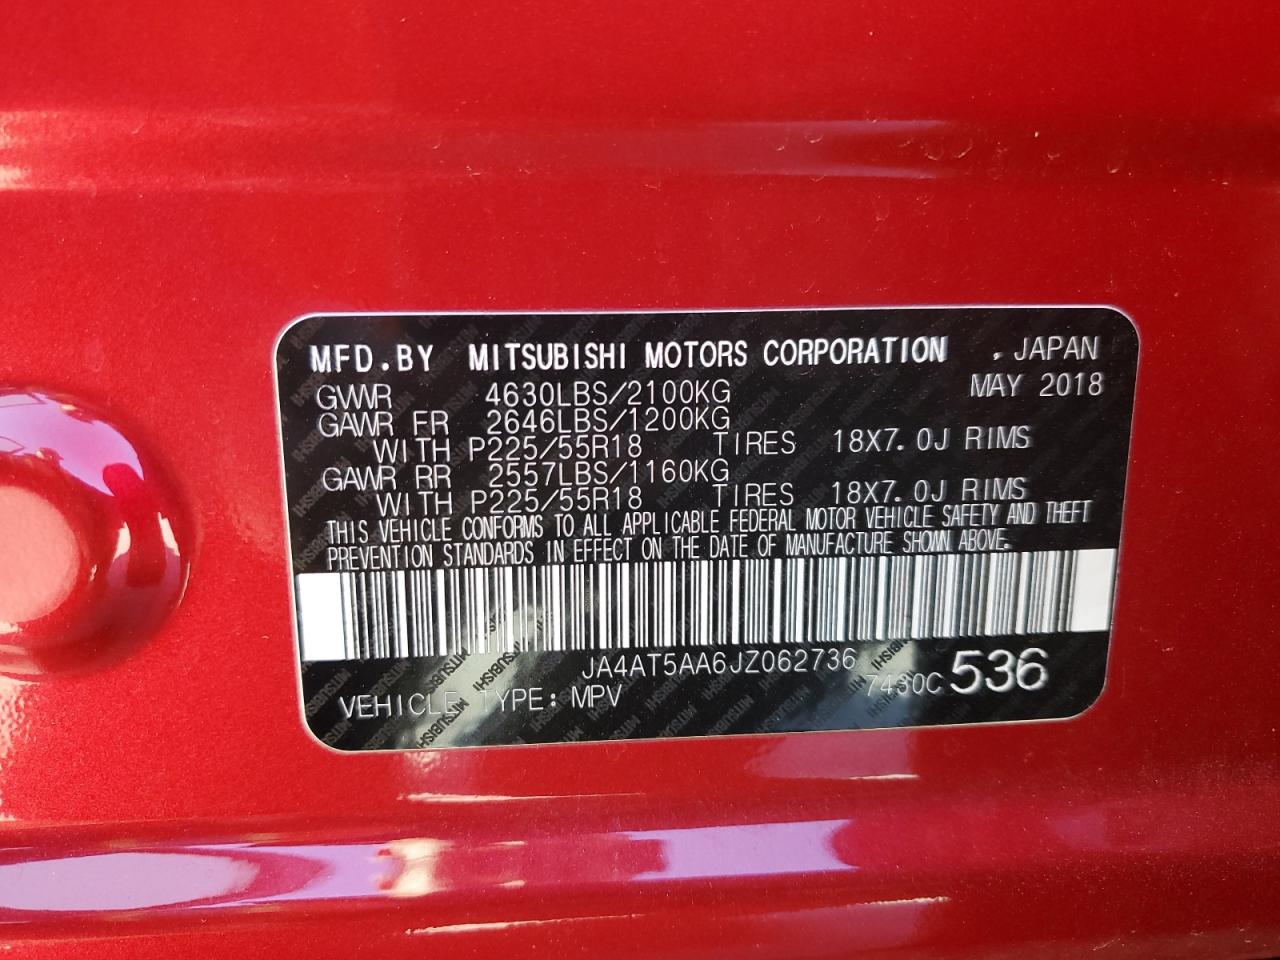 MFD.BY MITSUBISHI MOTORS CORPORATION . JAPAN
GVWR 4630LBS/2100KG MAY 2018
GAWR FR 2646LBS/1200KG
WITH P225/55R18 TIRES 18X7.0J RIMS
GAWR RR 2557LBS/1160KG
WITH P225/55R18 TIRES 18X7.0J RIMS
THIS VEHICLE CONFORMS TO ALL APPLICABLE FEDERAL MOTOR VEHICLE SAFETY AND THEFT
PREVENTION STANDARDS IN EFFECT ON THE DATE OF MANUFACTURE SHOWN ABOVE.
JA4AT5AA6JZ062736
7430C 536
VEHICLE TYPE: MPV